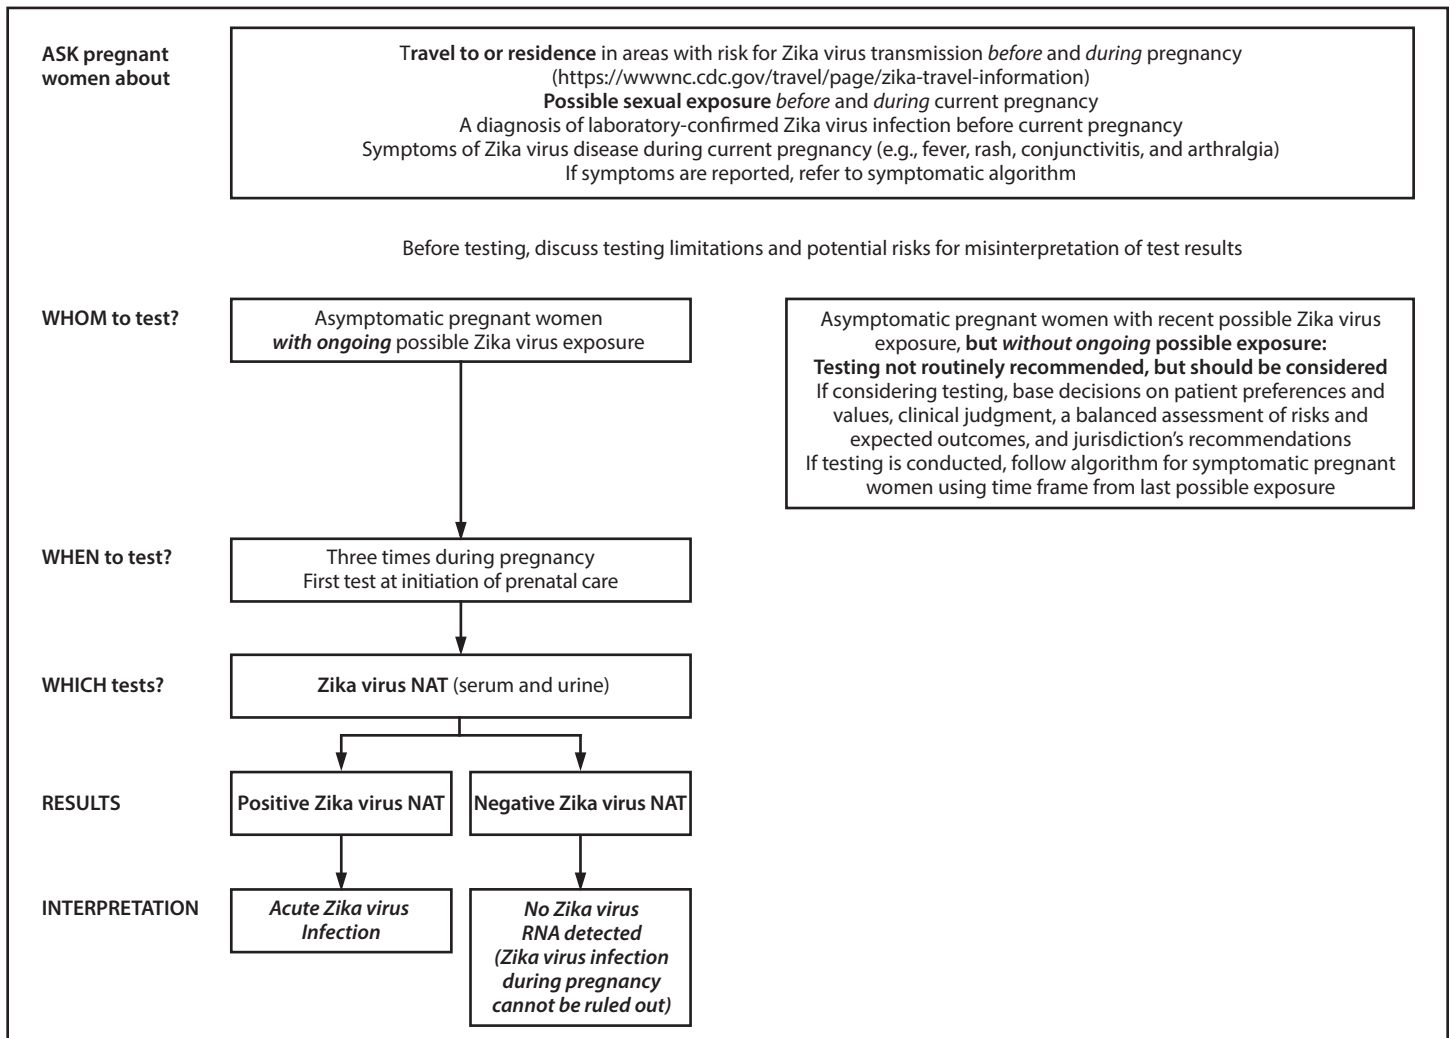 ASK pregnant
women about
Travel to or residence in areas with risk for Zika virus transmission before and during pregnancy
(https://wwwnc.cdc.gov/travel/page/zika-travel-information)
Possible sexual exposure before and during current pregnancy
A diagnosis of laboratory-confirmed Zika virus infection before current pregnancy
Symptoms of Zika virus disease during current pregnancy (e.g., fever, rash, conjunctivitis, and arthralgia)
If symptoms are reported, refer to symptomatic algorithm
Before testing, discuss testing limitations and potential risks for misinterpretation of test results
WHOM to test?
Asymptomatic pregnant women
with ongoing possible Zika virus exposure
Asymptomatic pregnant women with recent possible Zika virus
exposure, but without ongoing possible exposure:
Testing not routinely recommended, but should be considered
If considering testing, base decisions on patient preferences and
values, clinical judgment, a balanced assessment of risks and
expected outcomes, and jurisdiction's recommendations
If testing is conducted, follow algorithm for symptomatic pregnant
women using time frame from last possible exposure
WHEN to test?
Three times during pregnancy
First test at initiation of prenatal care
WHICH tests?
Zika virus NAT (serum and urine)
RESULTS
Positive Zika virus NAT
Negative Zika virus NAT
INTERPRETATION
Acute Zika virus
Infection
No Zika virus
RNA detected
(Zika virus infection
during pregnancy
cannot be ruled out)